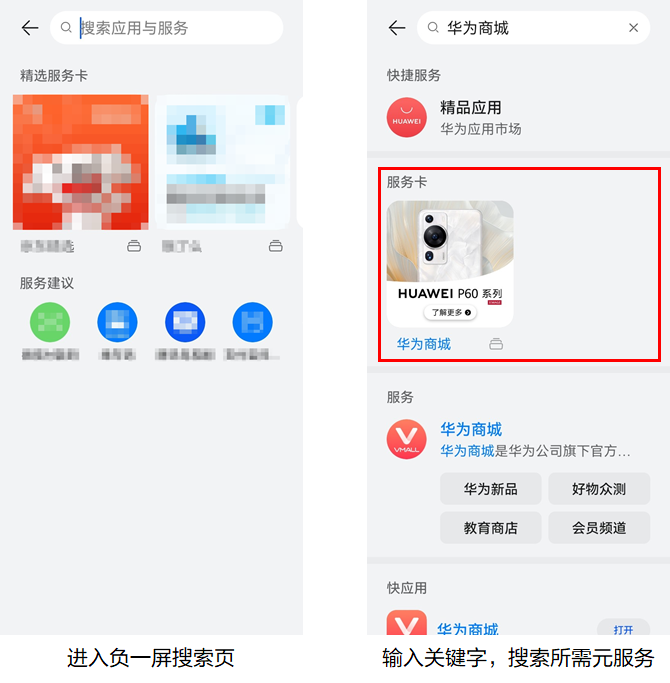 搜索应用与服务
精选服务卡
服务建议
进入负一屏搜索页
华为商城
快捷服务
HUAWEI
精品应用
华为应用市场
服务卡
HUAWEI P60 系列
了解更多
华为商城
服务
VMALL
华为商城
华为商城是华为公司旗下官方...
华为新品
好物众测
教育商店
会员频道
快应用
华为商城
打开
输入关键字，搜索所需元服务